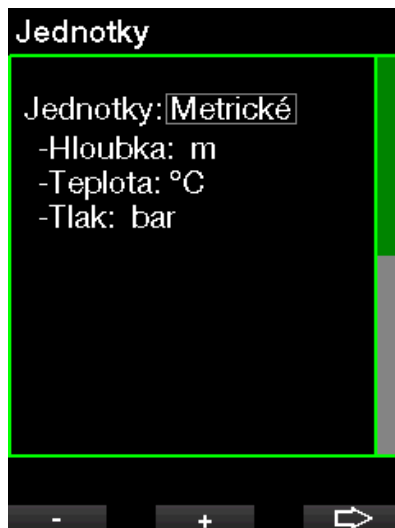 Jednotky
Jednotky: Metrické
-Hloubka: m
-Teplota: °C
-Tlak: bar
- +